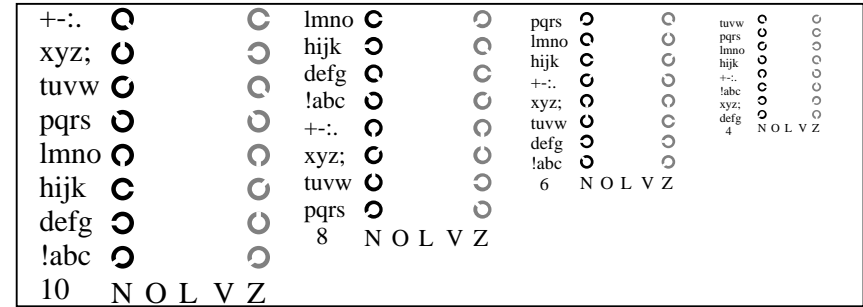 +-:.
xyz;
tuvw
pqrs
lmno
hijk
defg
!abc
10 N O L V Z
lmno
hijk
defg
!abc
+-:.
xyz;
tuvw
pqrs
8 N O L V Z
pqrs
lmno
hijk
+-:.
xyz;
tuvw
defg
!abc
6 N O L V Z
tuvw
pqrs
lmno
hijk
+-:.
!abc
xyz;
defg
4 N O L V Z